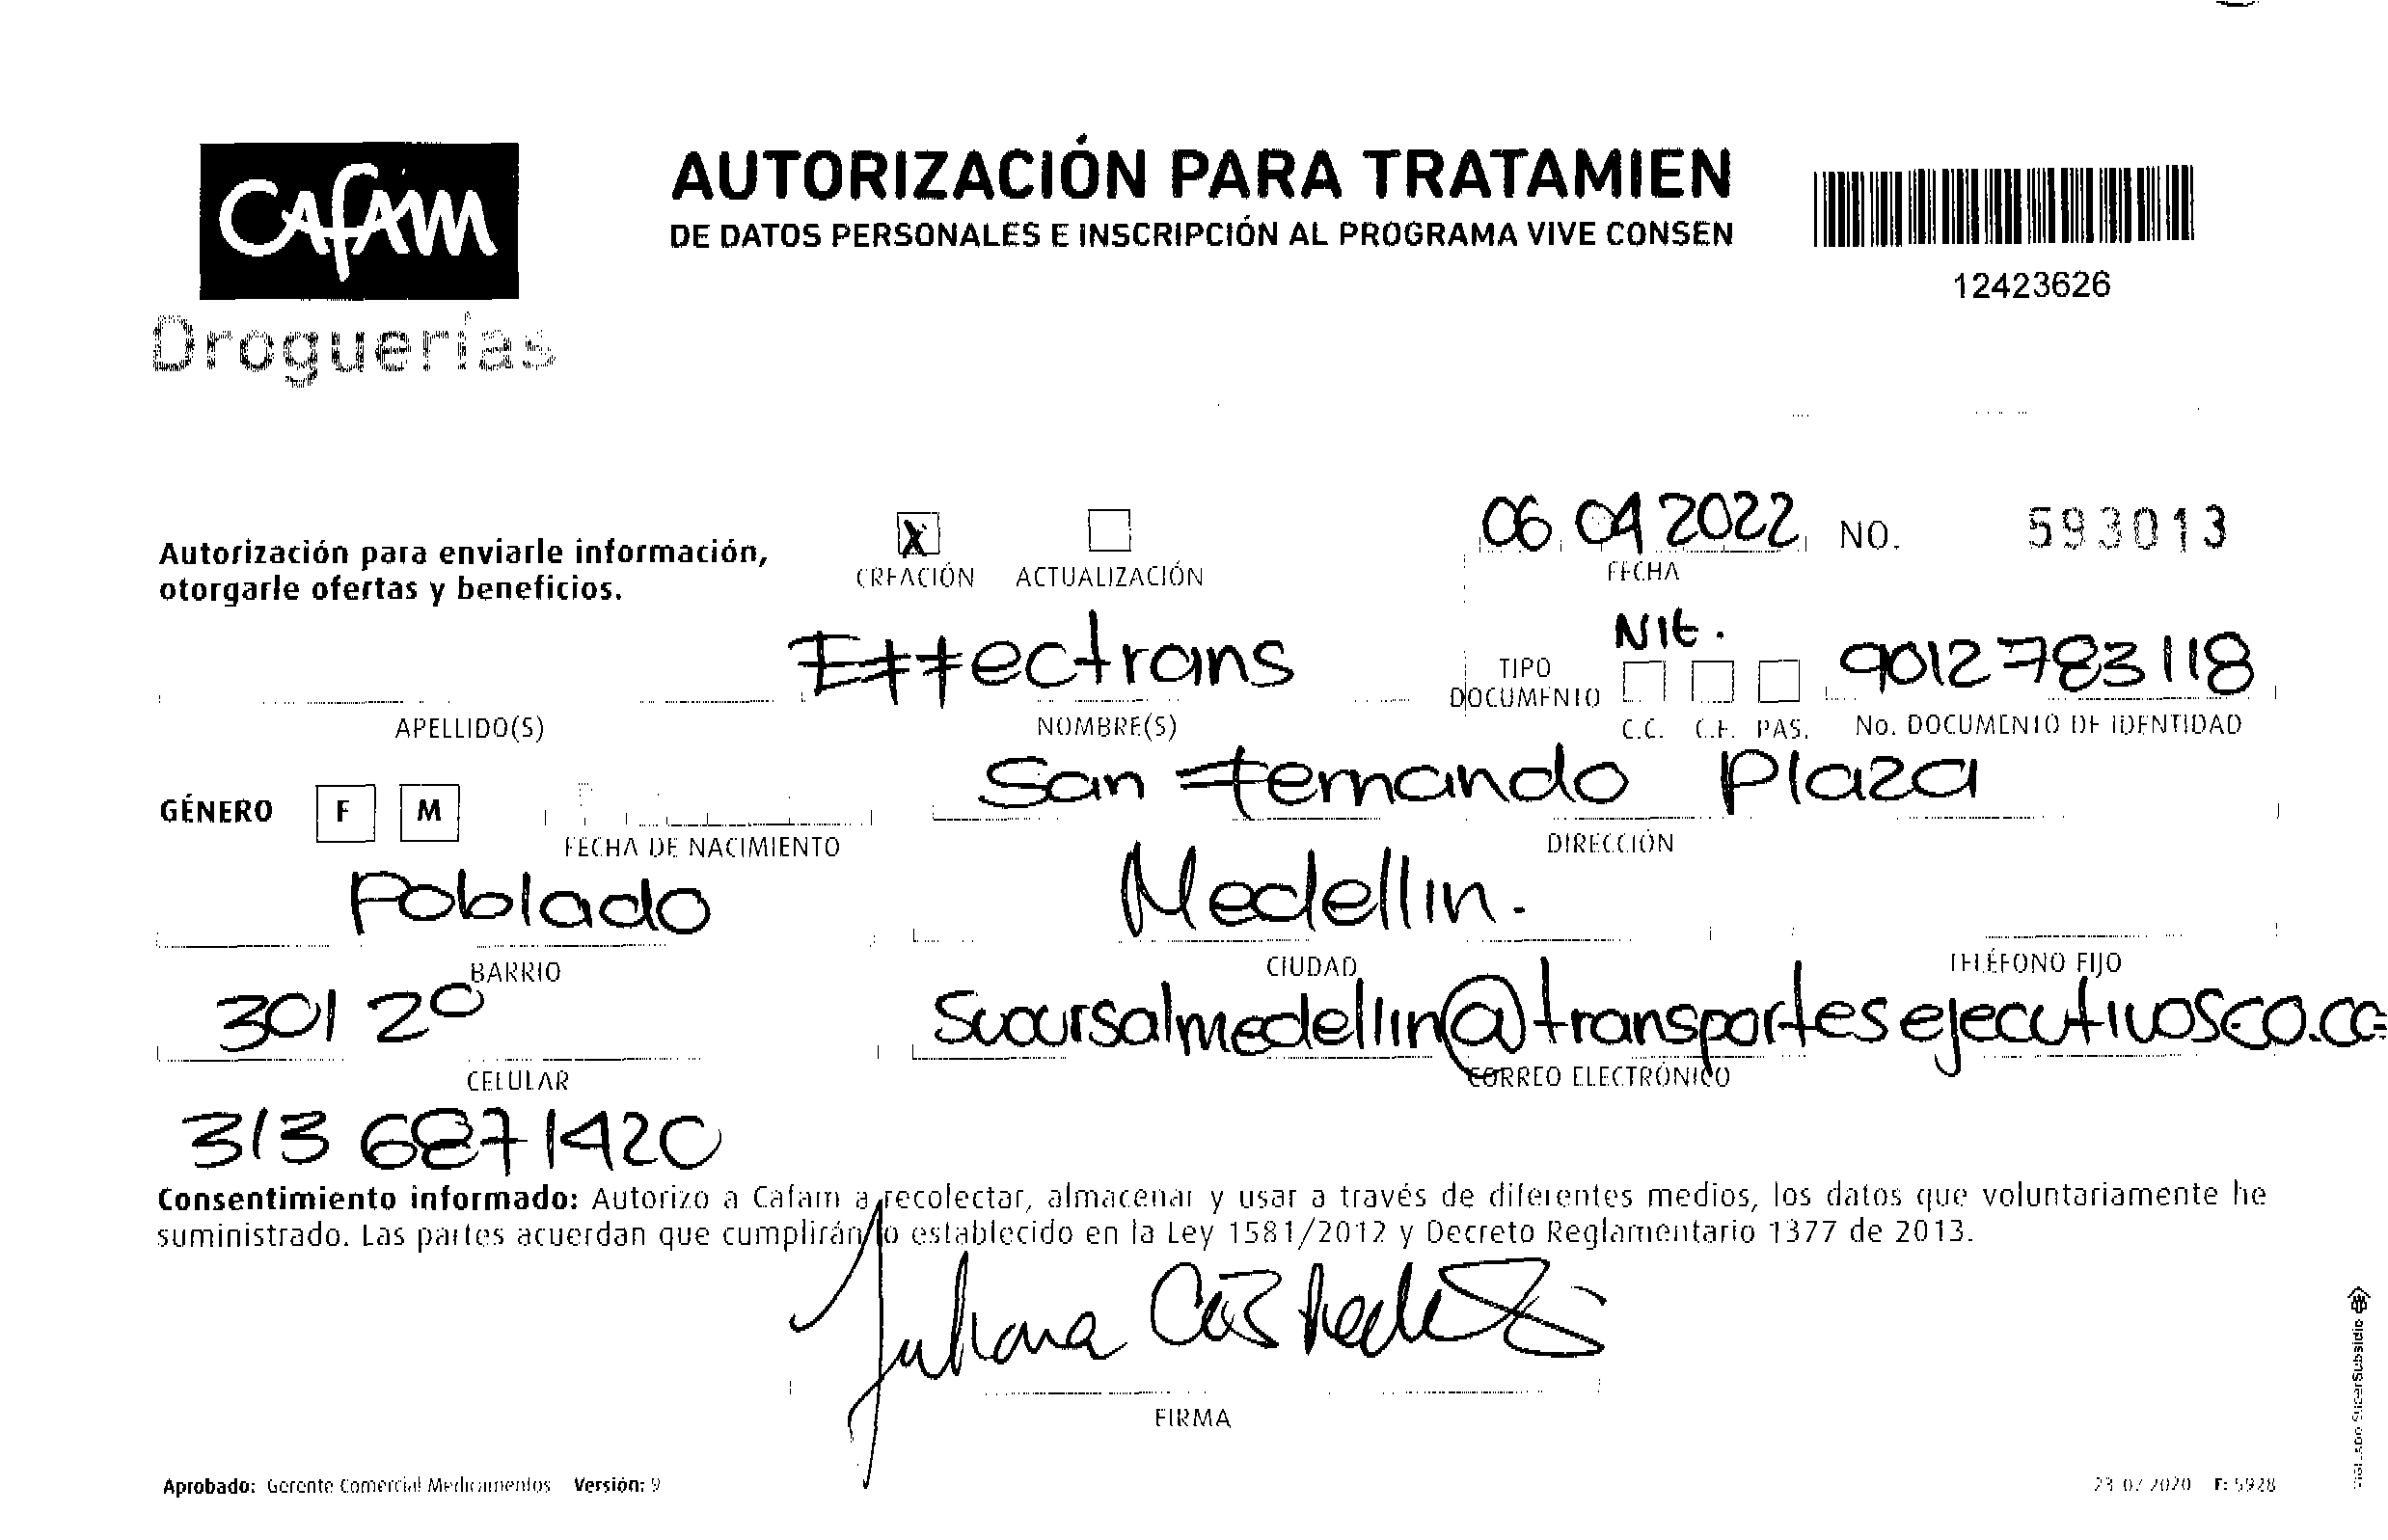 CAFAM
Droguerías
AUTORIZACIÓN PARA TRATAMIEN
DE DATOS PERSONALES E INSCRIPCIÓN AL PROGRAMA VIVE CONSEN
12423626
Autorización para enviarle información,
otorgarle ofertas y beneficios.
X
CREACIÓN ACTUALIZACIÓN
06 04 2022 NO. 593013
FECHA
Effectrans
Nit.
TIPO DOCUMENTO 9012783118
APELLIDO(S) NOMBRE(S) C.C. C.E. PAS. No. DOCUMENTO DE IDENTIDAD
GÉNERO F M San Fernando Plaza
FECHA DE NACIMIENTO DIRECCIÓN
Poblado Medellin.
BARRIO CIUDAD TELÉFONO FIJO
301 20 sucursalmedellin@transportesejecutivosco.co
CELULAR CORREO ELECTRÓNICO
313 6871420
Consentimiento informado: Autorizo a Cafam a recolectar, almacenar y usar a través de diferentes medios, los datos que voluntariamente he
suministrado. Las partes acuerdan que cumplirán lo establecido en la Ley 1581/2012 y Decreto Reglamentario 1377 de 2013.
Juliana
FIRMA
Aprobado: Gerente Comercial Medicamentos Versión: 9
23 07 2020 F: 5928